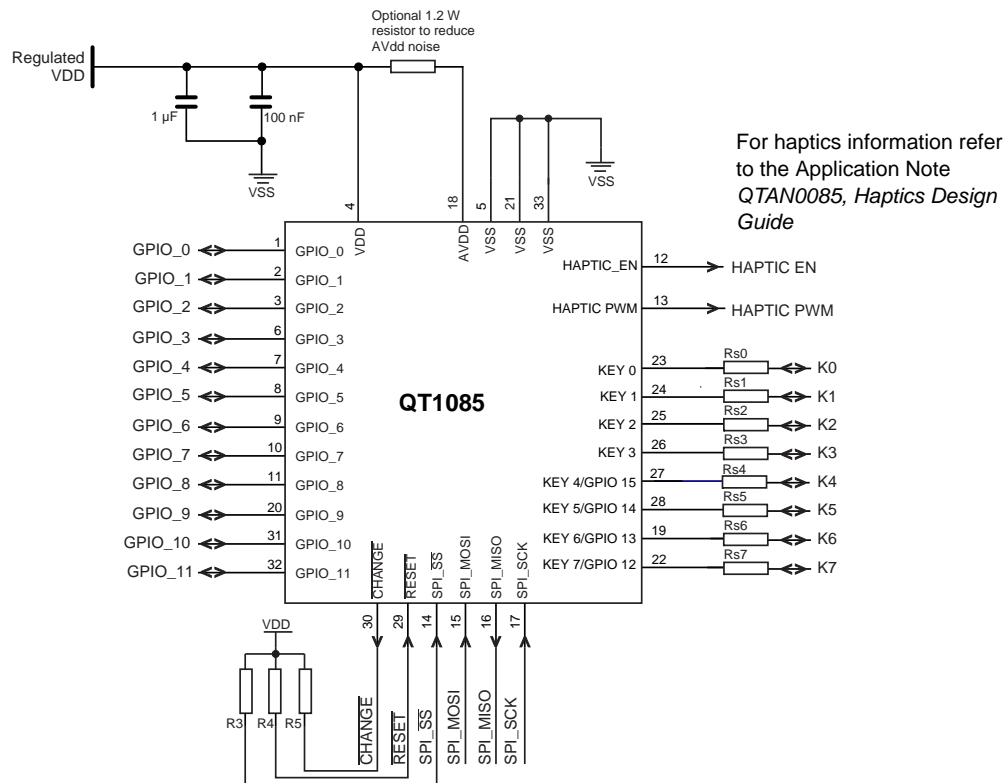 Optional 1.2 W
resistor to reduce
AVdd noise
Regulated
VDD
1 µF
100 nF
VSS
VSS
For haptics information refer
to the Application Note
QTAN0085, Haptics Design
Guide
4
18
5
21
33
VDD
AVDD
VSS
VSS
VSS
GPIO_0
1
GPIO_0
GPIO_1
2
GPIO_1
GPIO_2
3
GPIO_2
GPIO_3
6
GPIO_3
GPIO_4
7
GPIO_4
GPIO_5
8
GPIO_5
GPIO_6
9
GPIO_6
GPIO_7
10
GPIO_7
GPIO_8
11
GPIO_8
GPIO_9
20
GPIO_9
GPIO_10
31
GPIO_10
GPIO_11
32
GPIO_11
QT1085
HAPTIC_EN
12
HAPTIC EN
HAPTIC PWM
13
HAPTIC PWM
KEY 0
23
Rs0
K0
KEY 1
24
Rs1
K1
KEY 2
25
Rs2
K2
KEY 3
26
Rs3
K3
KEY 4/GPIO 15
27
Rs4
K4
KEY 5/GPIO 14
28
Rs5
K5
KEY 6/GPIO 13
19
Rs6
K6
KEY 7/GPIO 12
22
Rs7
K7
CHANGE
RESET
SPI_SS
SPI_MOSI
SPI_MISO
SPI_SCK
30
29
14
15
16
17
VDD
R3
R4
R5
CHANGE
RESET
SPI_SS
SPI_MOSI
SPI_MISO
SPI_SCK